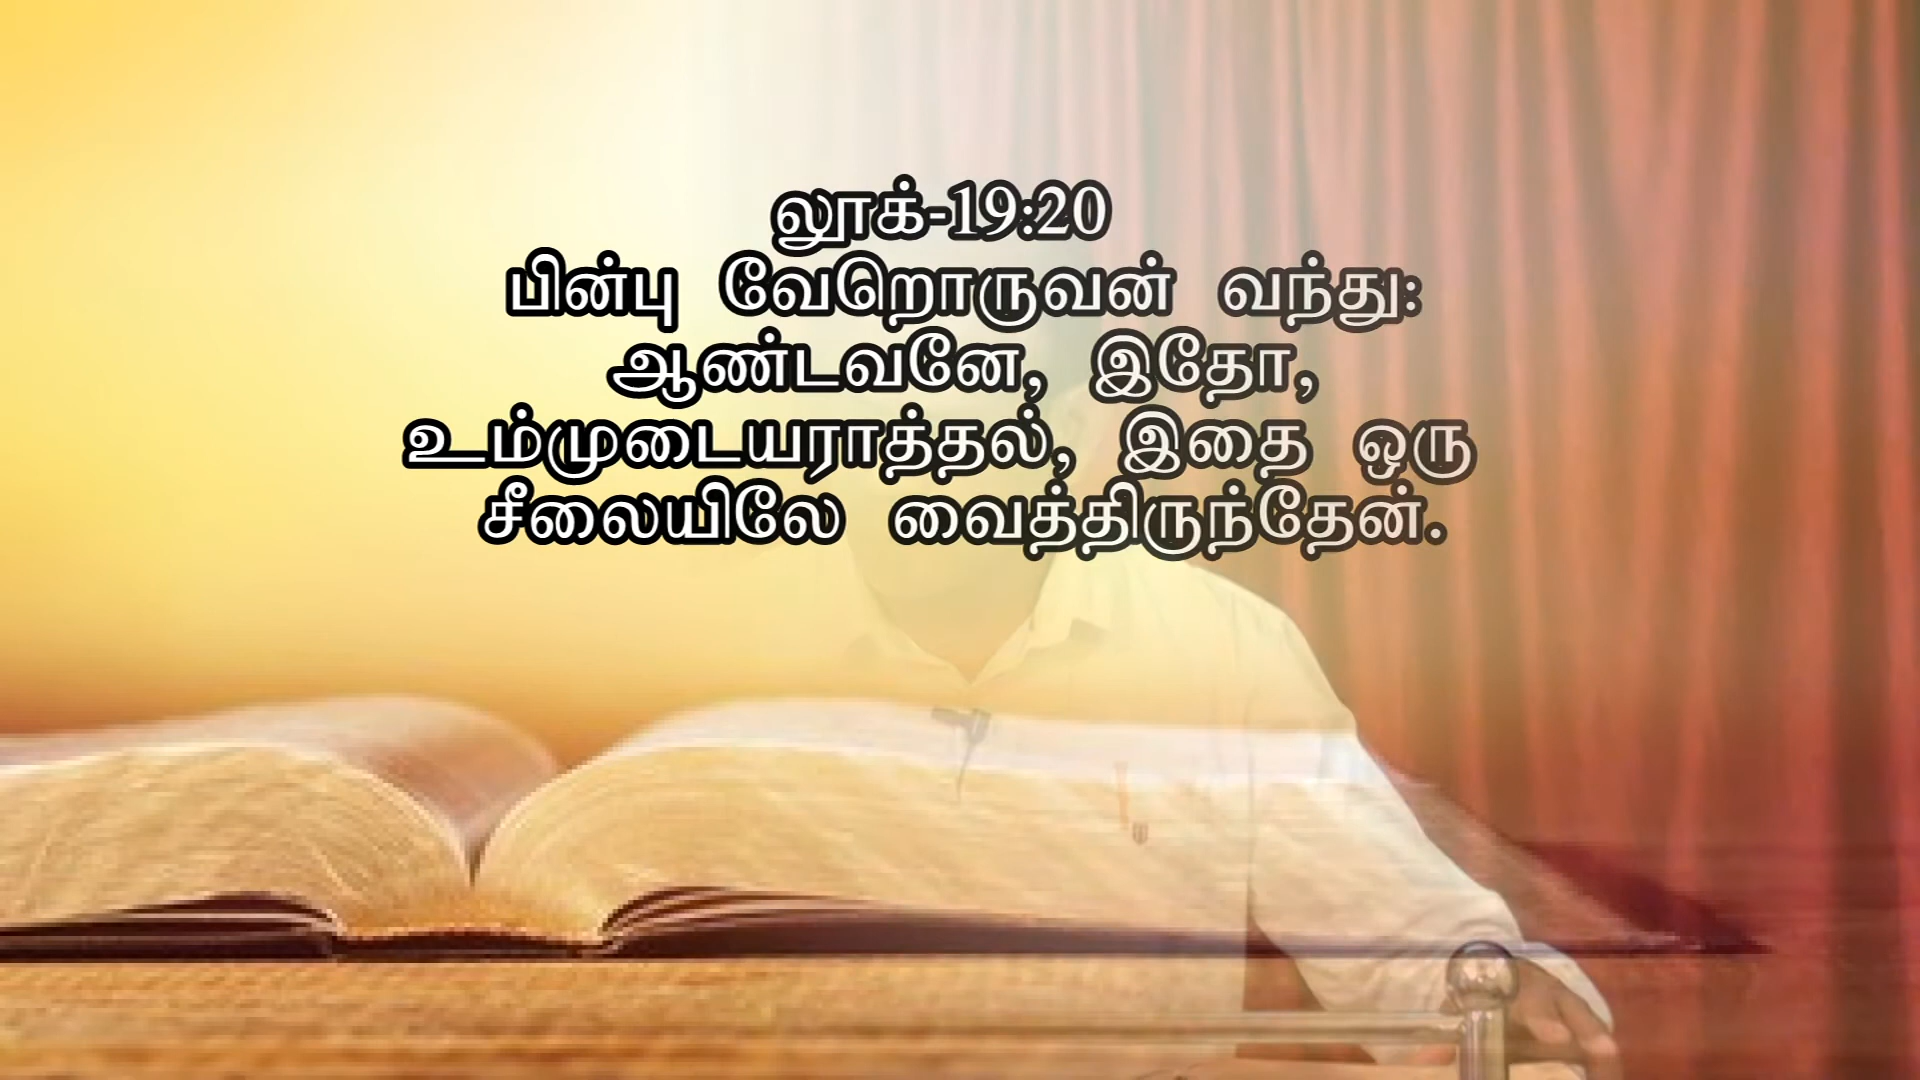 லூக்-19:20
பின்பு வேறொருவன் வந்து:
ஆண்டவனே, இதோ,
உம்முடையராத்தல், இதை ஒரு
சீலையிலே வைத்திருந்தேன்.